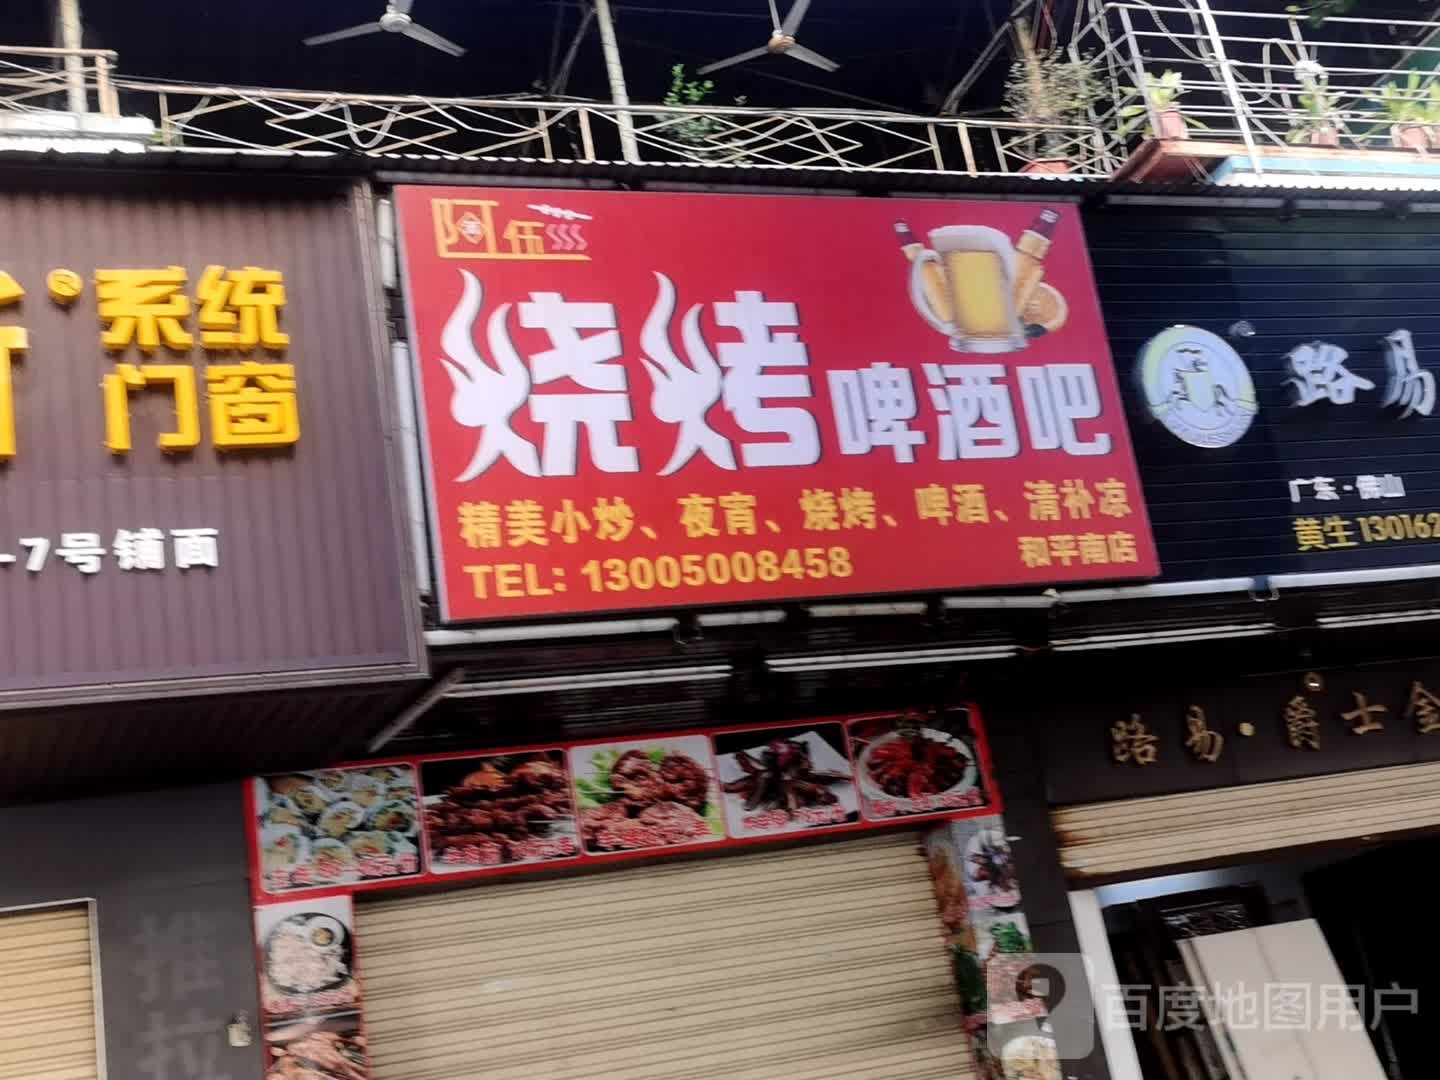 ®系统
门窗
-7号铺面
阿伍
烧烤啤酒吧
精美小炒、夜宵、烧烤、啤酒、清补凉
TEL: 13005008458
和平南店
路易
广东·佛山
黄生 130162
路易·爵士金
推
拉
百度地图用户